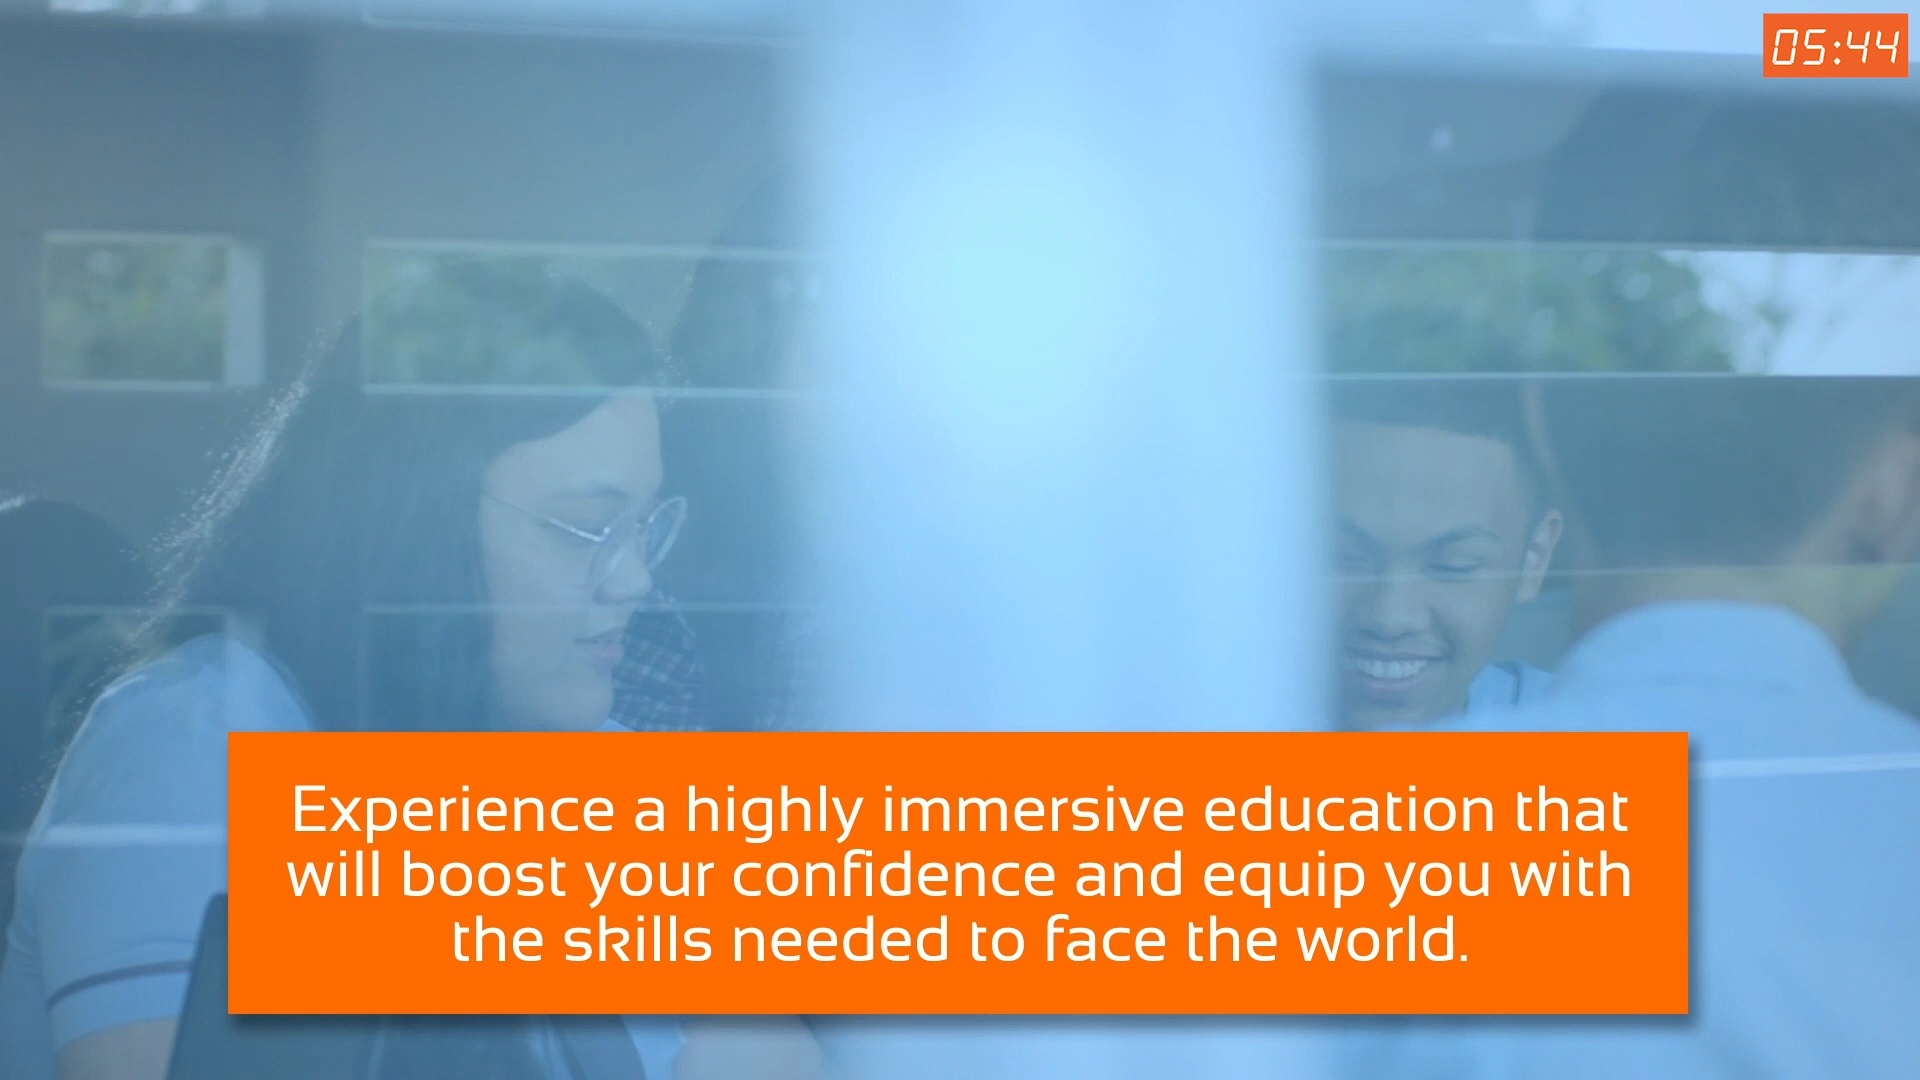 05:44
Experience a highly immersive education that
will boost your confidence and equip you with
the skills needed to face the world.